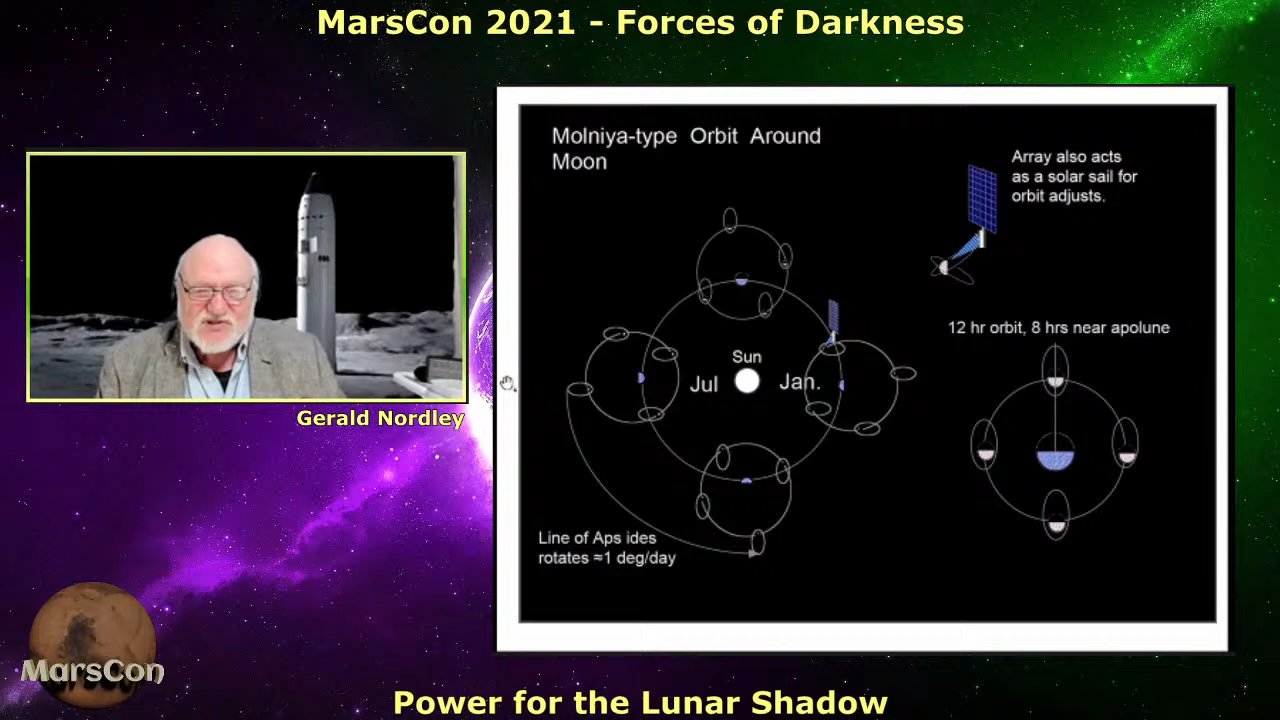 MarsCon 2021 - Forces of Darkness
Molniya-type Orbit Around
Moon
Array also acts
as a solar sail for
orbit adjusts.
12 hr orbit, 8 hrs near apolune
Sun
Jul
Jan.
Gerald Nordley
Line of Aps ides
rotates ≈1 deg/day
MarsCon
Power for the Lunar Shadow